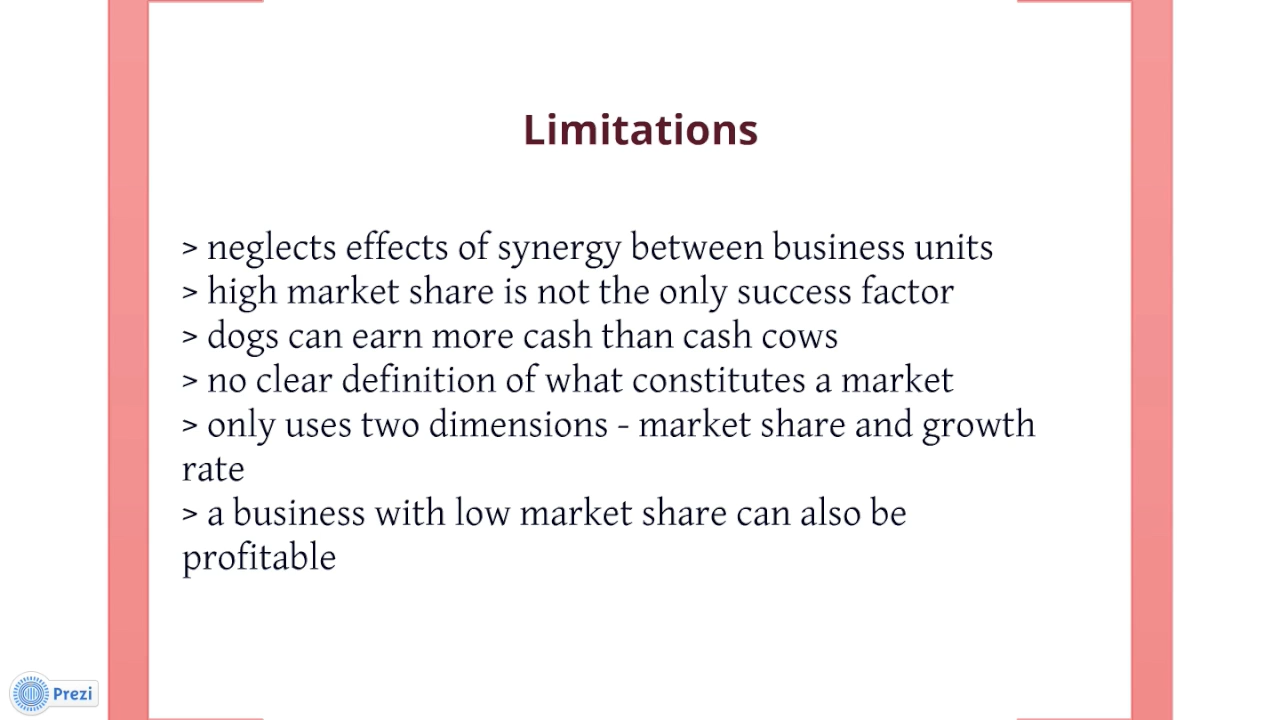 Limitations
> neglects effects of synergy between business units
> high market share is not the only success factor
> dogs can earn more cash than cash cows
> no clear definition of what constitutes a market
> only uses two dimensions - market share and growth
rate
> a business with low market share can also be
profitable
Prezi